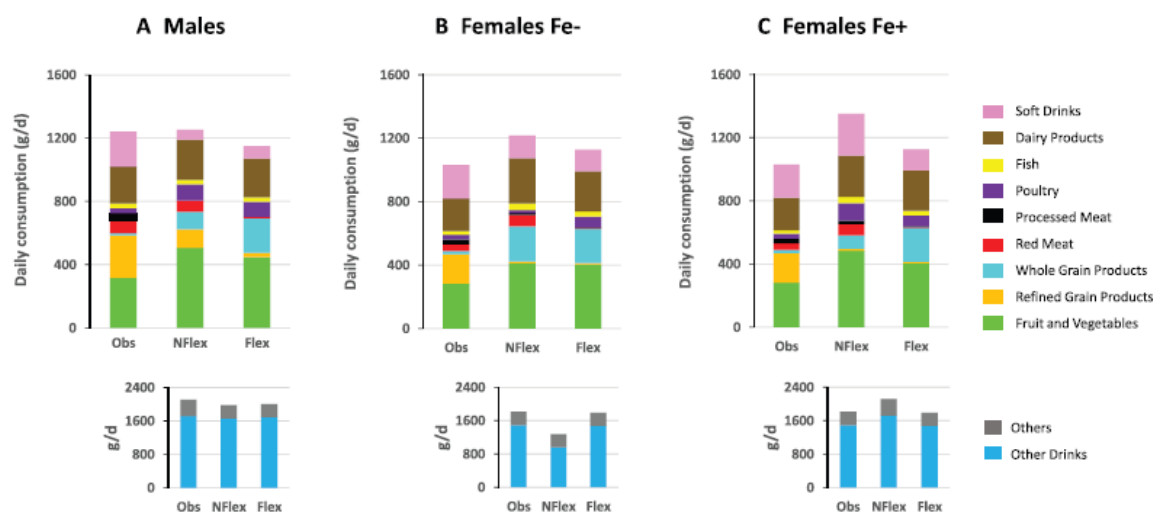 A Males
B Females Fe-
C Females Fe+
Daily consumption (g/d)
1600
1200
800
400
0
Obs NFlex Flex
Daily consumption (g/d)
1600
1200
800
400
0
Obs NFlex Flex
Daily consumption (g/d)
1600
1200
800
400
0
Obs NFlex Flex
Soft Drinks
Dairy Products
Fish
Poultry
Processed Meat
Red Meat
Whole Grain Products
Refined Grain Products
Fruit and Vegetables
g/d
2400
1600
800
0
Obs NFlex Flex
g/d
2400
1600
800
0
Obs NFlex Flex
g/d
2400
1600
800
0
Obs NFlex Flex
Others
Other Drinks